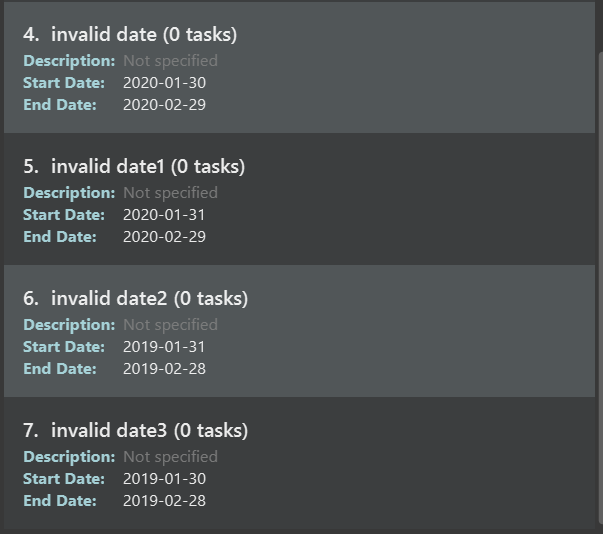 4. invalid date (0 tasks)
Description: Not specified
Start Date: 2020-01-30
End Date: 2020-02-29
5. invalid date1 (0 tasks)
Description: Not specified
Start Date: 2020-01-31
End Date: 2020-02-29
6. invalid date2 (0 tasks)
Description: Not specified
Start Date: 2019-01-31
End Date: 2019-02-28
7. invalid date3 (0 tasks)
Description: Not specified
Start Date: 2019-01-30
End Date: 2019-02-28